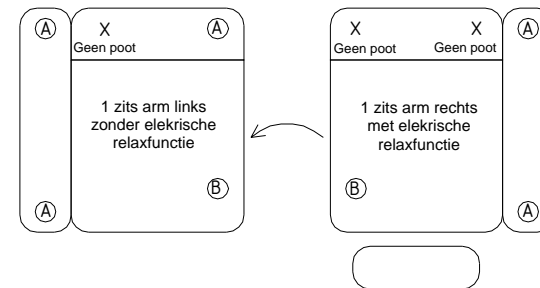 A X A
Geen poot
1 zits arm links
zonder elekrische
relaxfunctie
B
A
X X A
Geen poot Geen poot
1 zits arm rechts
met elekrische
relaxfunctie
B A